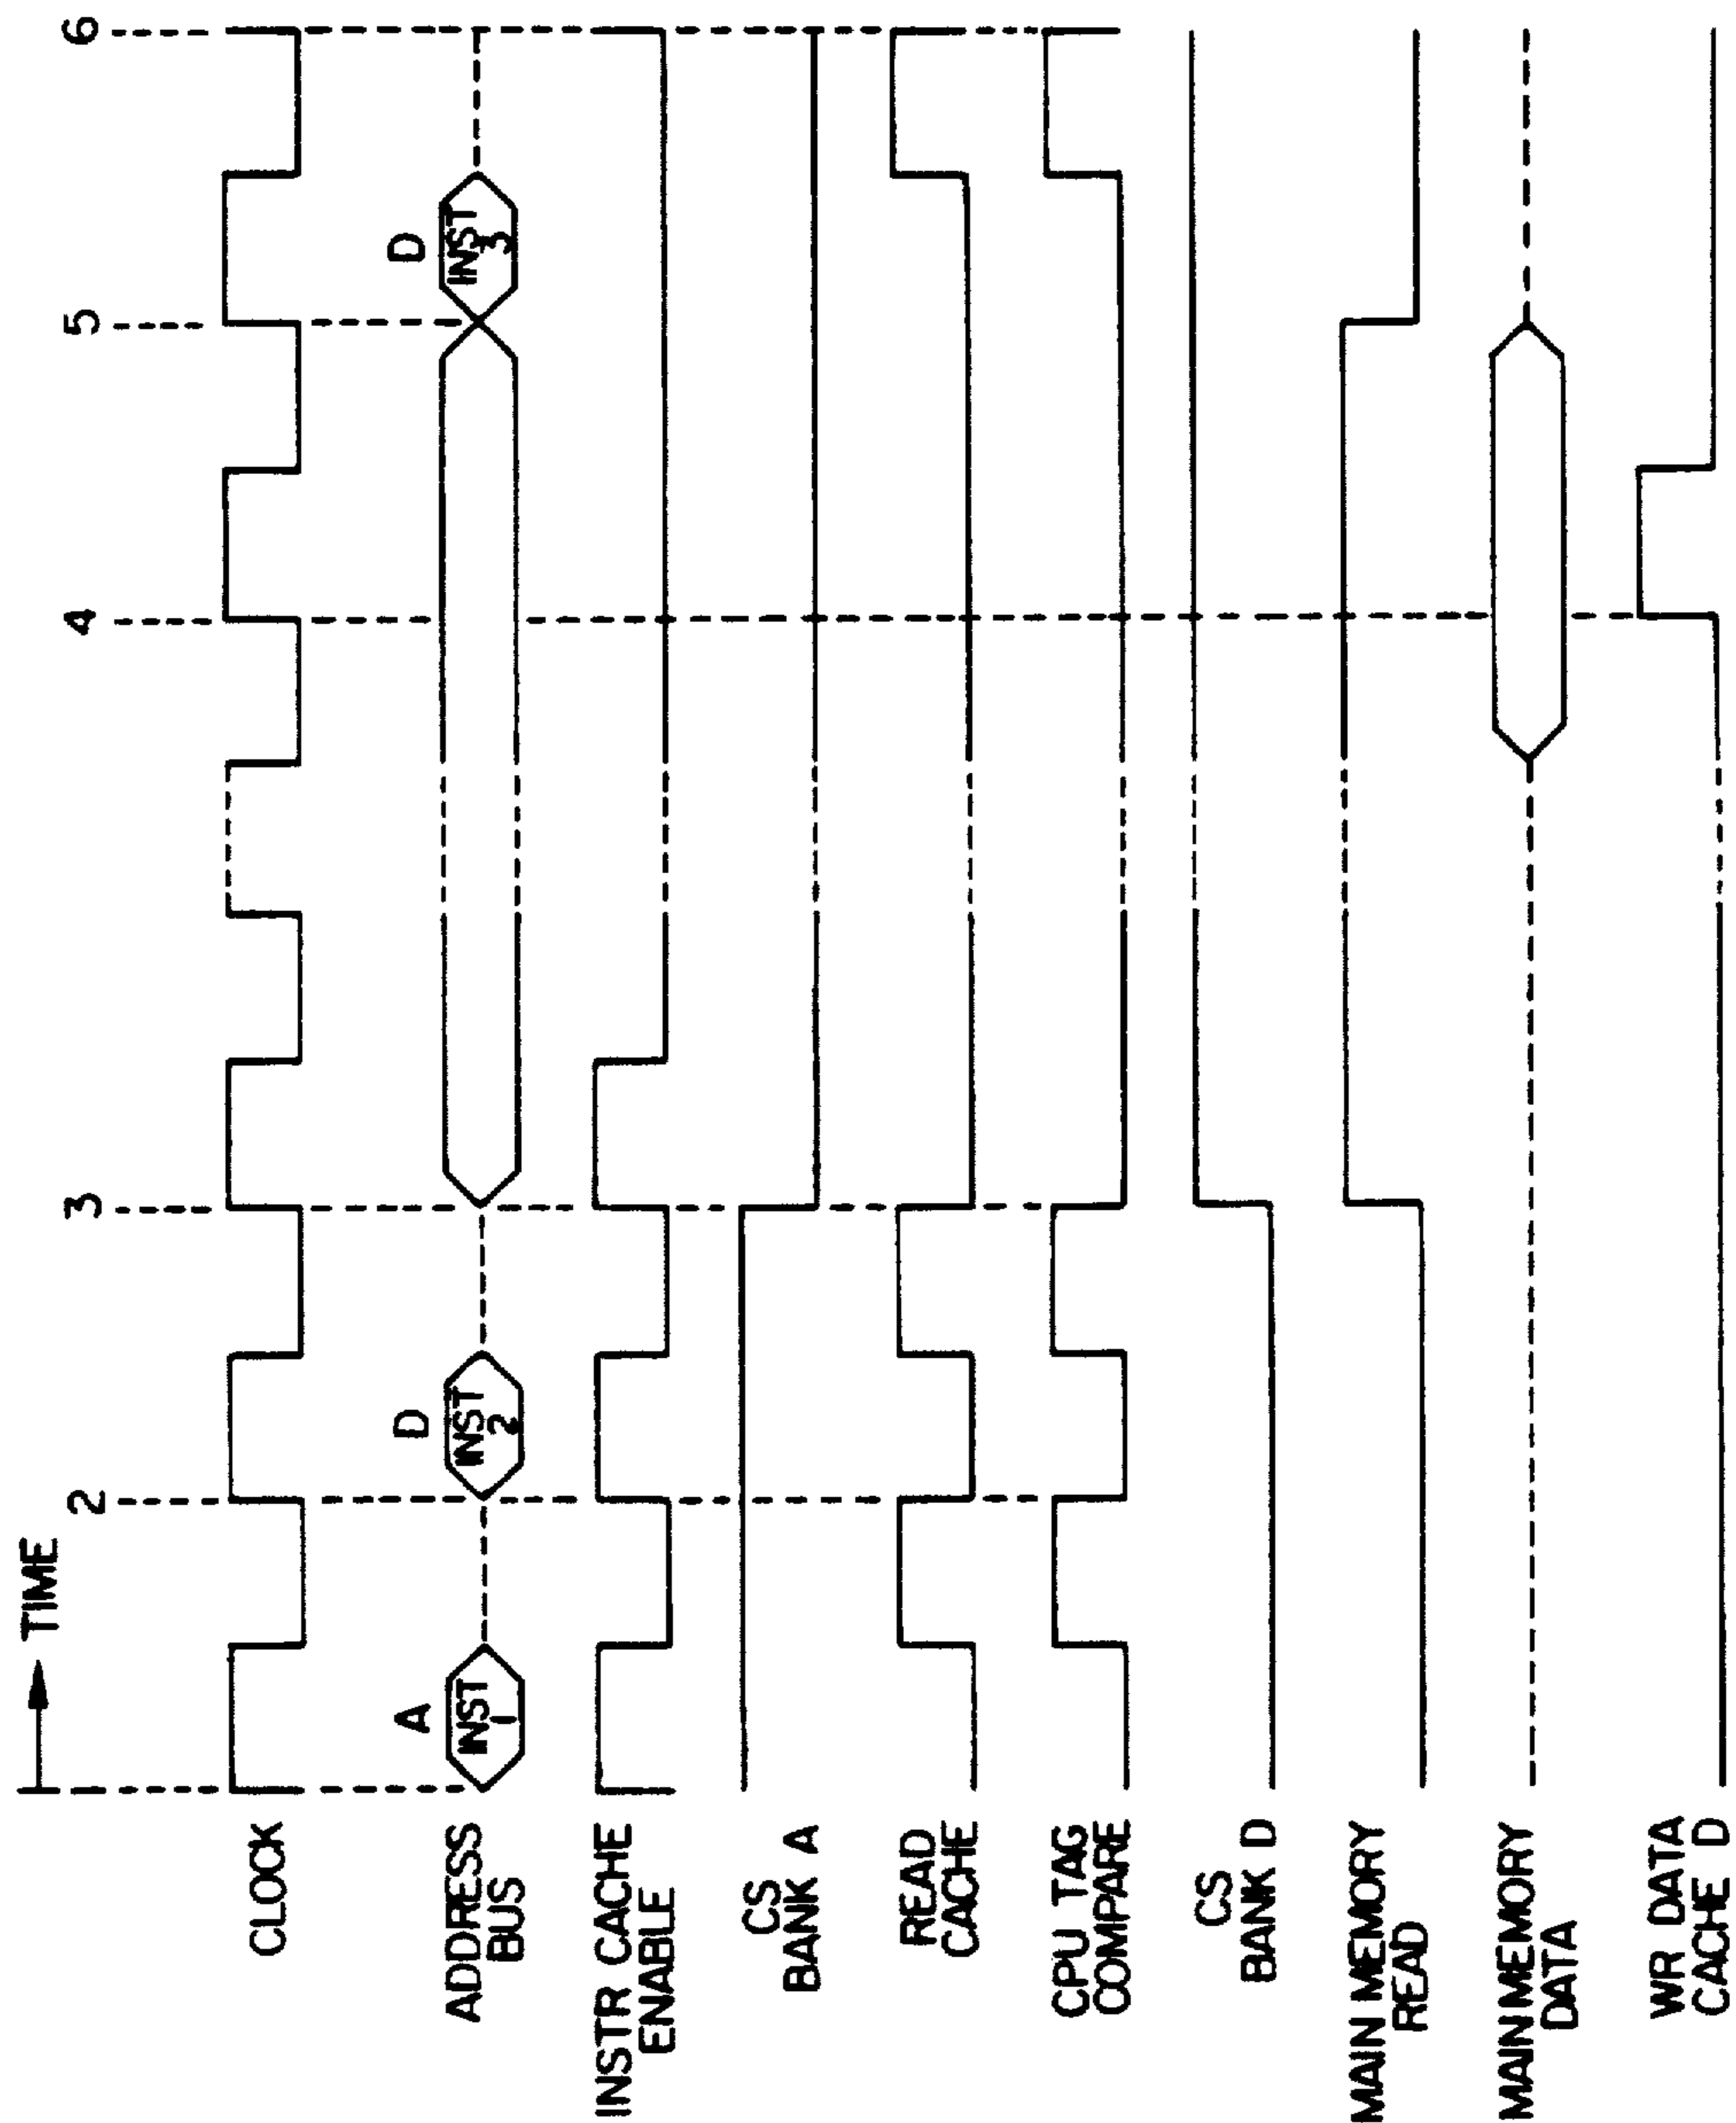 TIME
2
3
4
5
6
CLOCK
ADDRESS
BUS
A
INST
1
D
INST
2
D
INST
3
INSTR CACHE
ENABLE
CS
BANK A
READ
CACHE
CPU TAG
COMPARE
CS
BANK D
MAIN MEMORY
READ
MAIN MEMORY
DATA
WR DATA
CACHE D